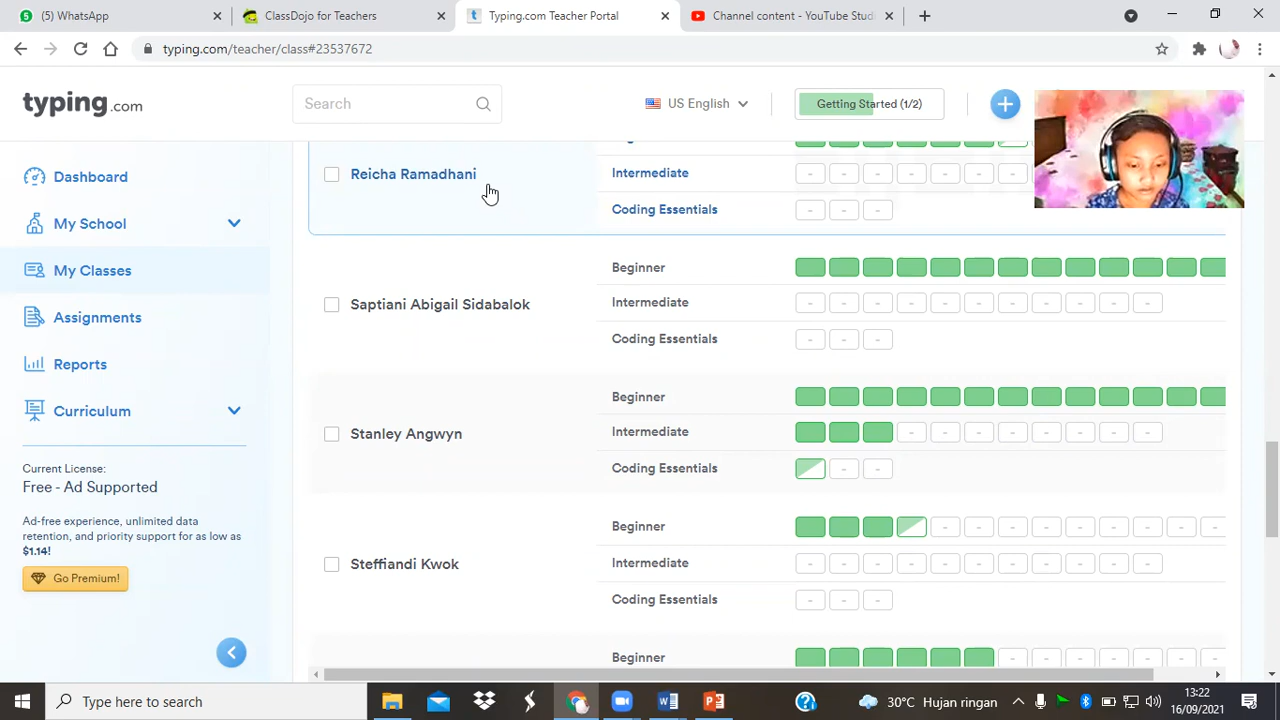 (5) WhatsApp
ClassDojo for Teachers
Typing.com Teacher Portal
Channel content - YouTube Stud
typing.com/teacher/class#23537672
typing.com
Search
US English
Getting Started (1/2)
Dashboard
My School
My Classes
Assignments
Reports
Curriculum
Current License:
Free - Ad Supported
Ad-free experience, unlimited data
retention, and priority support for as low as
$1.14!
Go Premium!
Reicha Ramadhani
Intermediate
Coding Essentials
Saptiani Abigail Sidabalok
Beginner
Intermediate
Coding Essentials
Stanley Angwyn
Beginner
Intermediate
Coding Essentials
Steffiandi Kwok
Beginner
Intermediate
Coding Essentials
Beginner
Type here to search
30°C Hujan ringan
13:22
16/09/2021